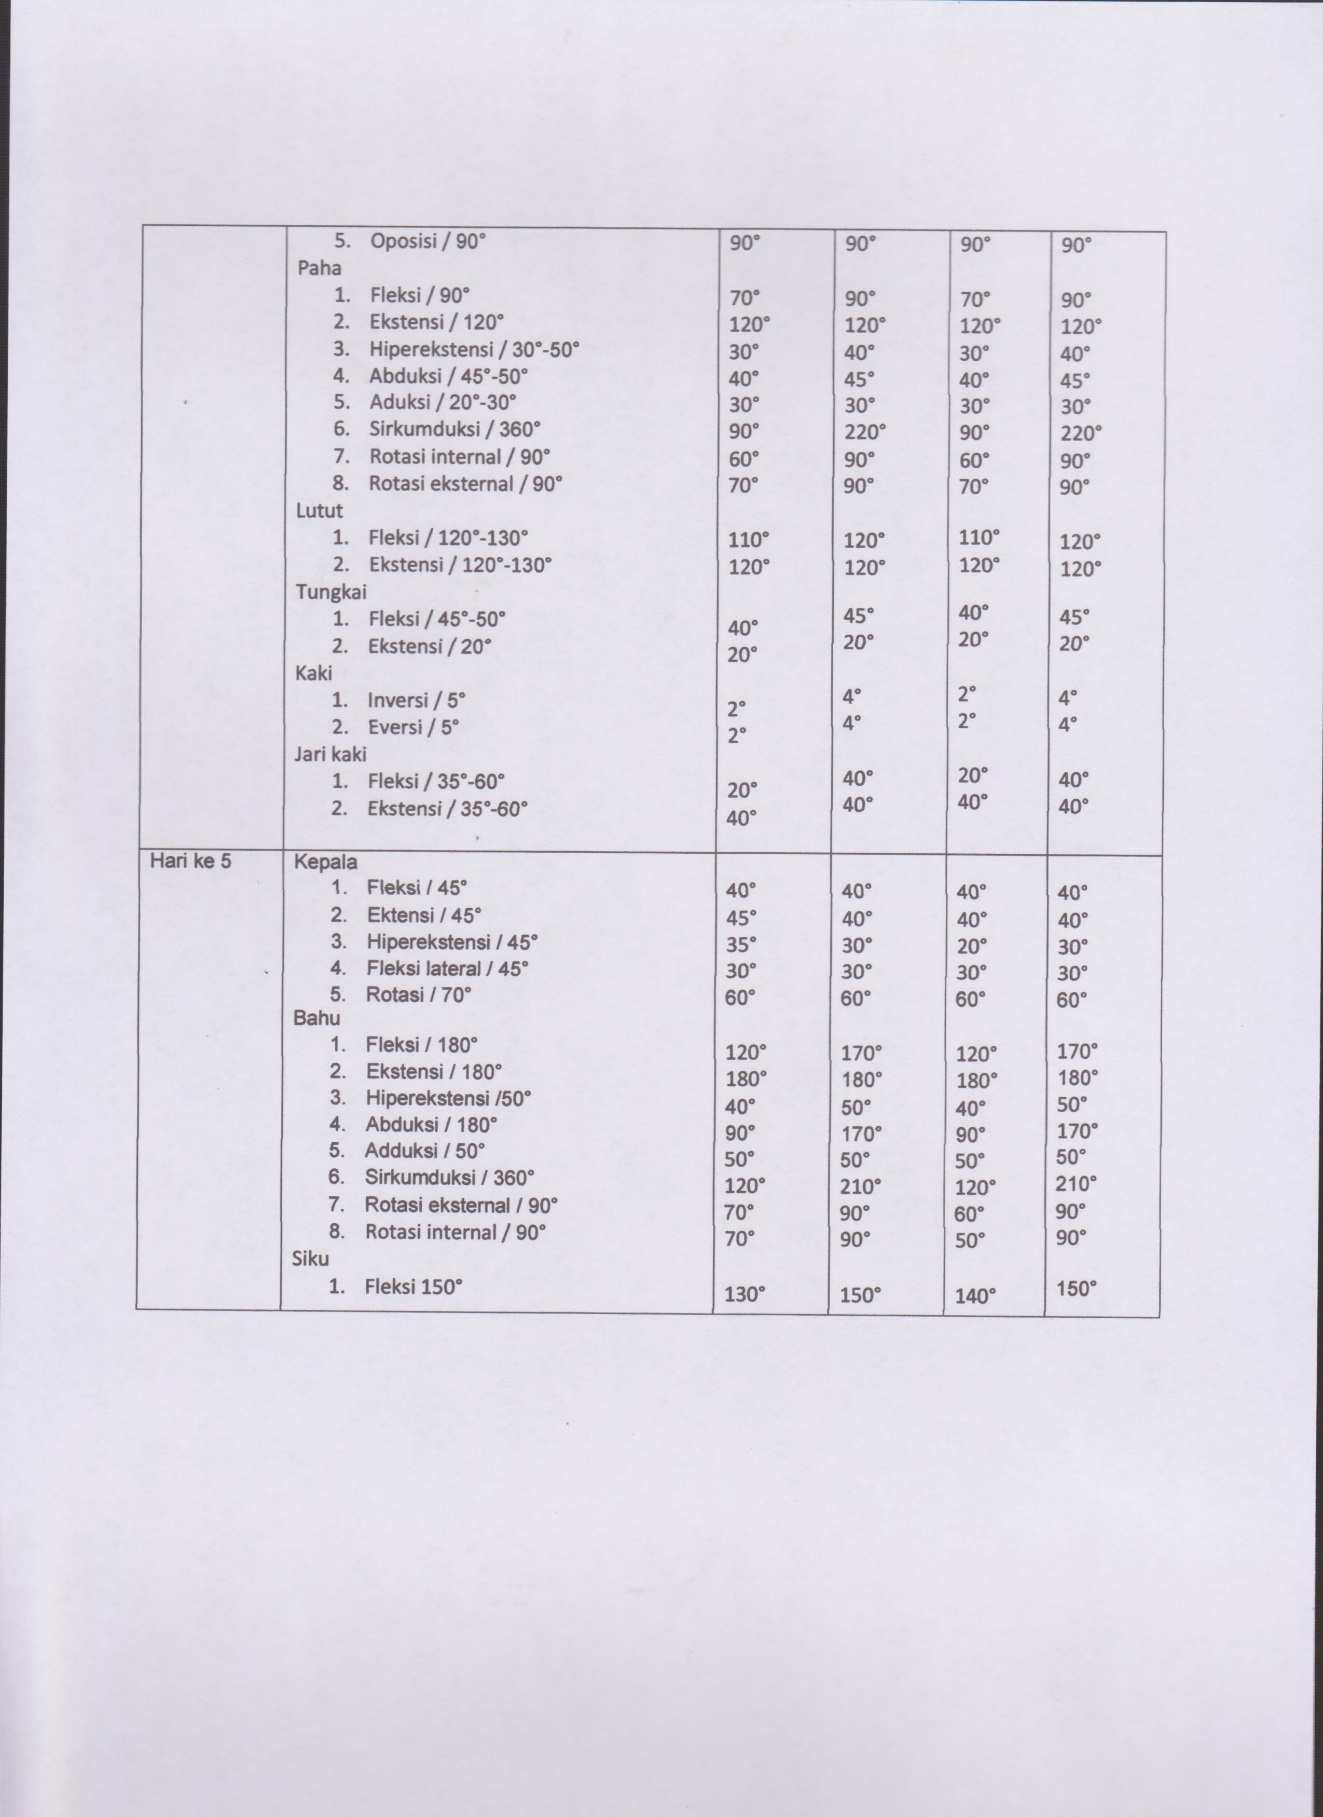 5. Oposisi / 90° 90° 90° 90° 90°
Paha
1. Fleksi / 90° 70° 90° 70° 90°
2. Ekstensi / 120° 120° 120° 120° 120°
3. Hiperekstensi / 30°-50° 30° 40° 30° 40°
4. Abduksi / 45°-50° 40° 45° 40° 45°
5. Aduksi / 20°-30° 30° 30° 30° 30°
6. Sirkumduksi / 360° 90° 220° 90° 220°
7. Rotasi internal / 90° 60° 90° 60° 90°
8. Rotasi eksternal / 90° 70° 90° 70° 90°
Lutut
1. Fleksi / 120°-130° 110° 120° 110° 120°
2. Ekstensi / 120°-130° 120° 120° 120° 120°
Tungkai
1. Fleksi / 45°-50° 40° 45° 40° 45°
2. Ekstensi / 20° 20° 20° 20° 20°
Kaki
1. Inversi / 5° 2° 4° 2° 4°
2. Eversi / 5° 2° 4° 2° 4°
Jari kaki
1. Fleksi / 35°-60° 20° 40° 20° 40°
2. Ekstensi / 35°-60° 40° 40° 40° 40°
Hari ke 5 Kepala
1. Fleksi / 45° 40° 40° 40° 40°
2. Ektensi / 45° 45° 40° 40° 40°
3. Hiperekstensi / 45° 35° 30° 20° 30°
4. Fleksi lateral / 45° 30° 30° 30° 30°
5. Rotasi / 70° 60° 60° 60° 60°
Bahu
1. Fleksi / 180° 120° 170° 120° 170°
2. Ekstensi / 180° 180° 180° 180° 180°
3. Hiperekstensi /50° 40° 50° 40° 50°
4. Abduksi / 180° 90° 170° 90° 170°
5. Adduksi / 50° 50° 50° 50° 50°
6. Sirkumduksi / 360° 120° 210° 120° 210°
7. Rotasi eksternal / 90° 70° 90° 60° 90°
8. Rotasi internal / 90° 70° 90° 50° 90°
Siku
1. Fleksi 150° 130° 150° 140° 150°